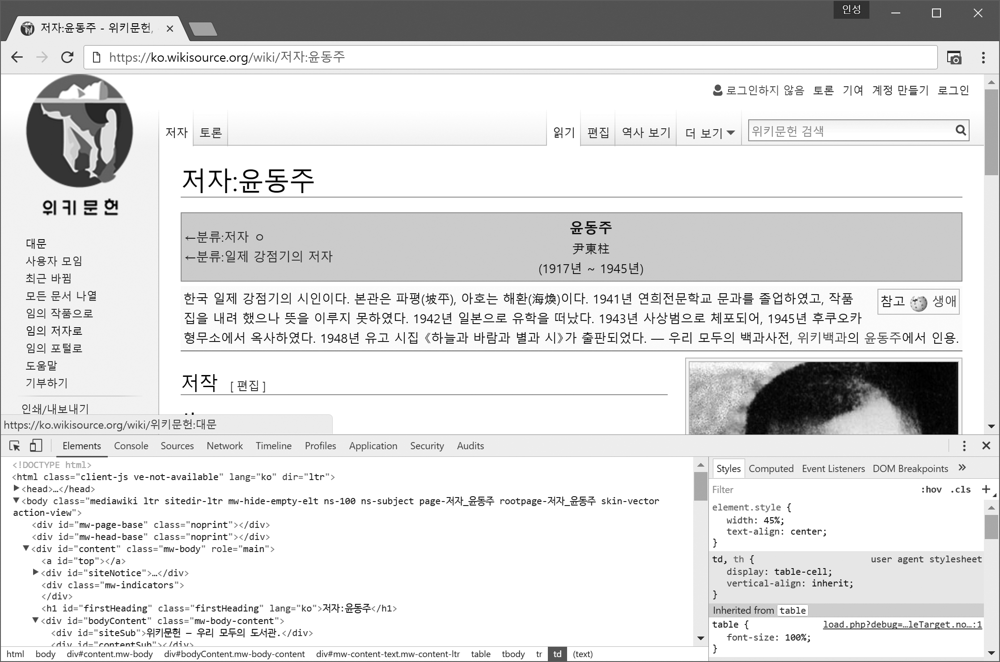 인성
저자:윤동주 - 위키문헌,
https://ko.wikisource.org/wiki/저자:윤동주
로그인하지 않음 토론 기여 계정 만들기 로그인
저자 토론 읽기 편집 역사 보기 더 보기 위키문헌 검색
위키문헌
대문
사용자 모임
최근 바뀜
모든 문서 나열
임의 작품으로
임의 저자로
임의 포털로
도움말
기부하기
인쇄/내보내기
https://ko.wikisource.org/wiki/위키문헌:대문
저자:윤동주
←분류:저자 ㅇ
←분류:일제 강점기의 저자
윤동주
尹東柱
(1917년 ~ 1945년)
참고 생애
한국 일제 강점기의 시인이다. 본관은 파평(坡平), 아호는 해환(海煥)이다. 1941년 연희전문학교 문과를 졸업하였고, 작품
집을 내려 했으나 뜻을 이루지 못하였다. 1942년 일본으로 유학을 떠났다. 1943년 사상범으로 체포되어, 1945년 후쿠오카
형무소에서 옥사하였다. 1948년 유고 시집 《하늘과 바람과 별과 시》가 출판되었다. — 우리 모두의 백과사전, 위키백과의 윤동주에서 인용.
저작 [ 편집 ]
Elements Console Sources Network Timeline Profiles Application Security Audits
<!DOCTYPE html>
<html class="client-js ve-not-available" lang="ko" dir="ltr">
<head>…</head>
<body class="mediawiki ltr sitedir-ltr mw-hide-empty-elt ns-100 ns-subject page-저자_윤동주 rootpage-저자_윤동주 skin-vector
action-view">
<div id="mw-page-base" class="noprint"></div>
<div id="mw-head-base" class="noprint"></div>
<div id="content" class="mw-body" role="main">
<a id="top"></a>
<div id="siteNotice">…</div>
<div class="mw-indicators">
</div>
<h1 id="firstHeading" class="firstHeading" lang="ko">저자:윤동주</h1>
<div id="bodyContent" class="mw-body-content">
<div id="siteSub">위키문헌 — 우리 모두의 도서관.</div>
<div id="contentSub"></div>
html body div#content.mw-body div#bodyContent.mw-body-content div#mw-content-text.mw-content-ltr table tbody tr td (text)
Styles Computed Event Listeners DOM Breakpoints »
Filter :hov .cls +
element.style {
width: 45%;
text-align: center;
}
td, th { user agent stylesheet
display: table-cell;
vertical-align: inherit;
}
Inherited from table
table { load.php?debug=…leTarget.no…:1
font-size: 100%;
}